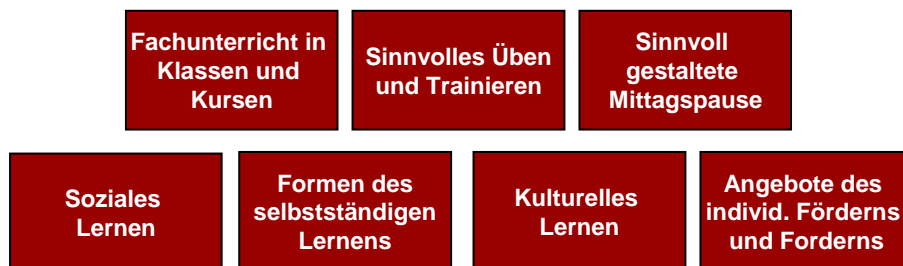 Fachunterricht in
Klassen und
Kursen
Sinnvolles Üben
und Trainieren
Sinnvoll
gestaltete
Mittagspause
Soziales
Lernen
Formen des
selbstständigen
Lernens
Kulturelles
Lernen
Angebote des
individ. Förderns
und Forderns